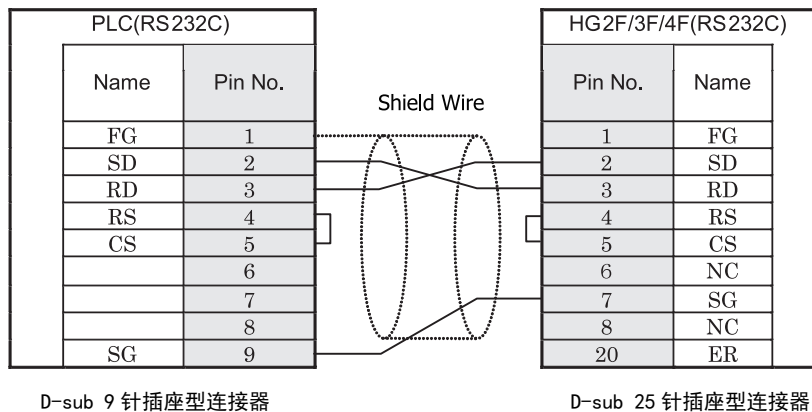 PLC(RS232C) HG2F/3F/4F(RS232C)
Name Pin No. Pin No. Name
Shield Wire
FG 1 1 FG
SD 2 2 SD
RD 3 3 RD
RS 4 4 RS
CS 5 5 CS
6 6 NC
7 7 SG
8 8 NC
SG 9 20 ER
D-sub 9 针插座型连接器 D-sub 25 针插座型连接器